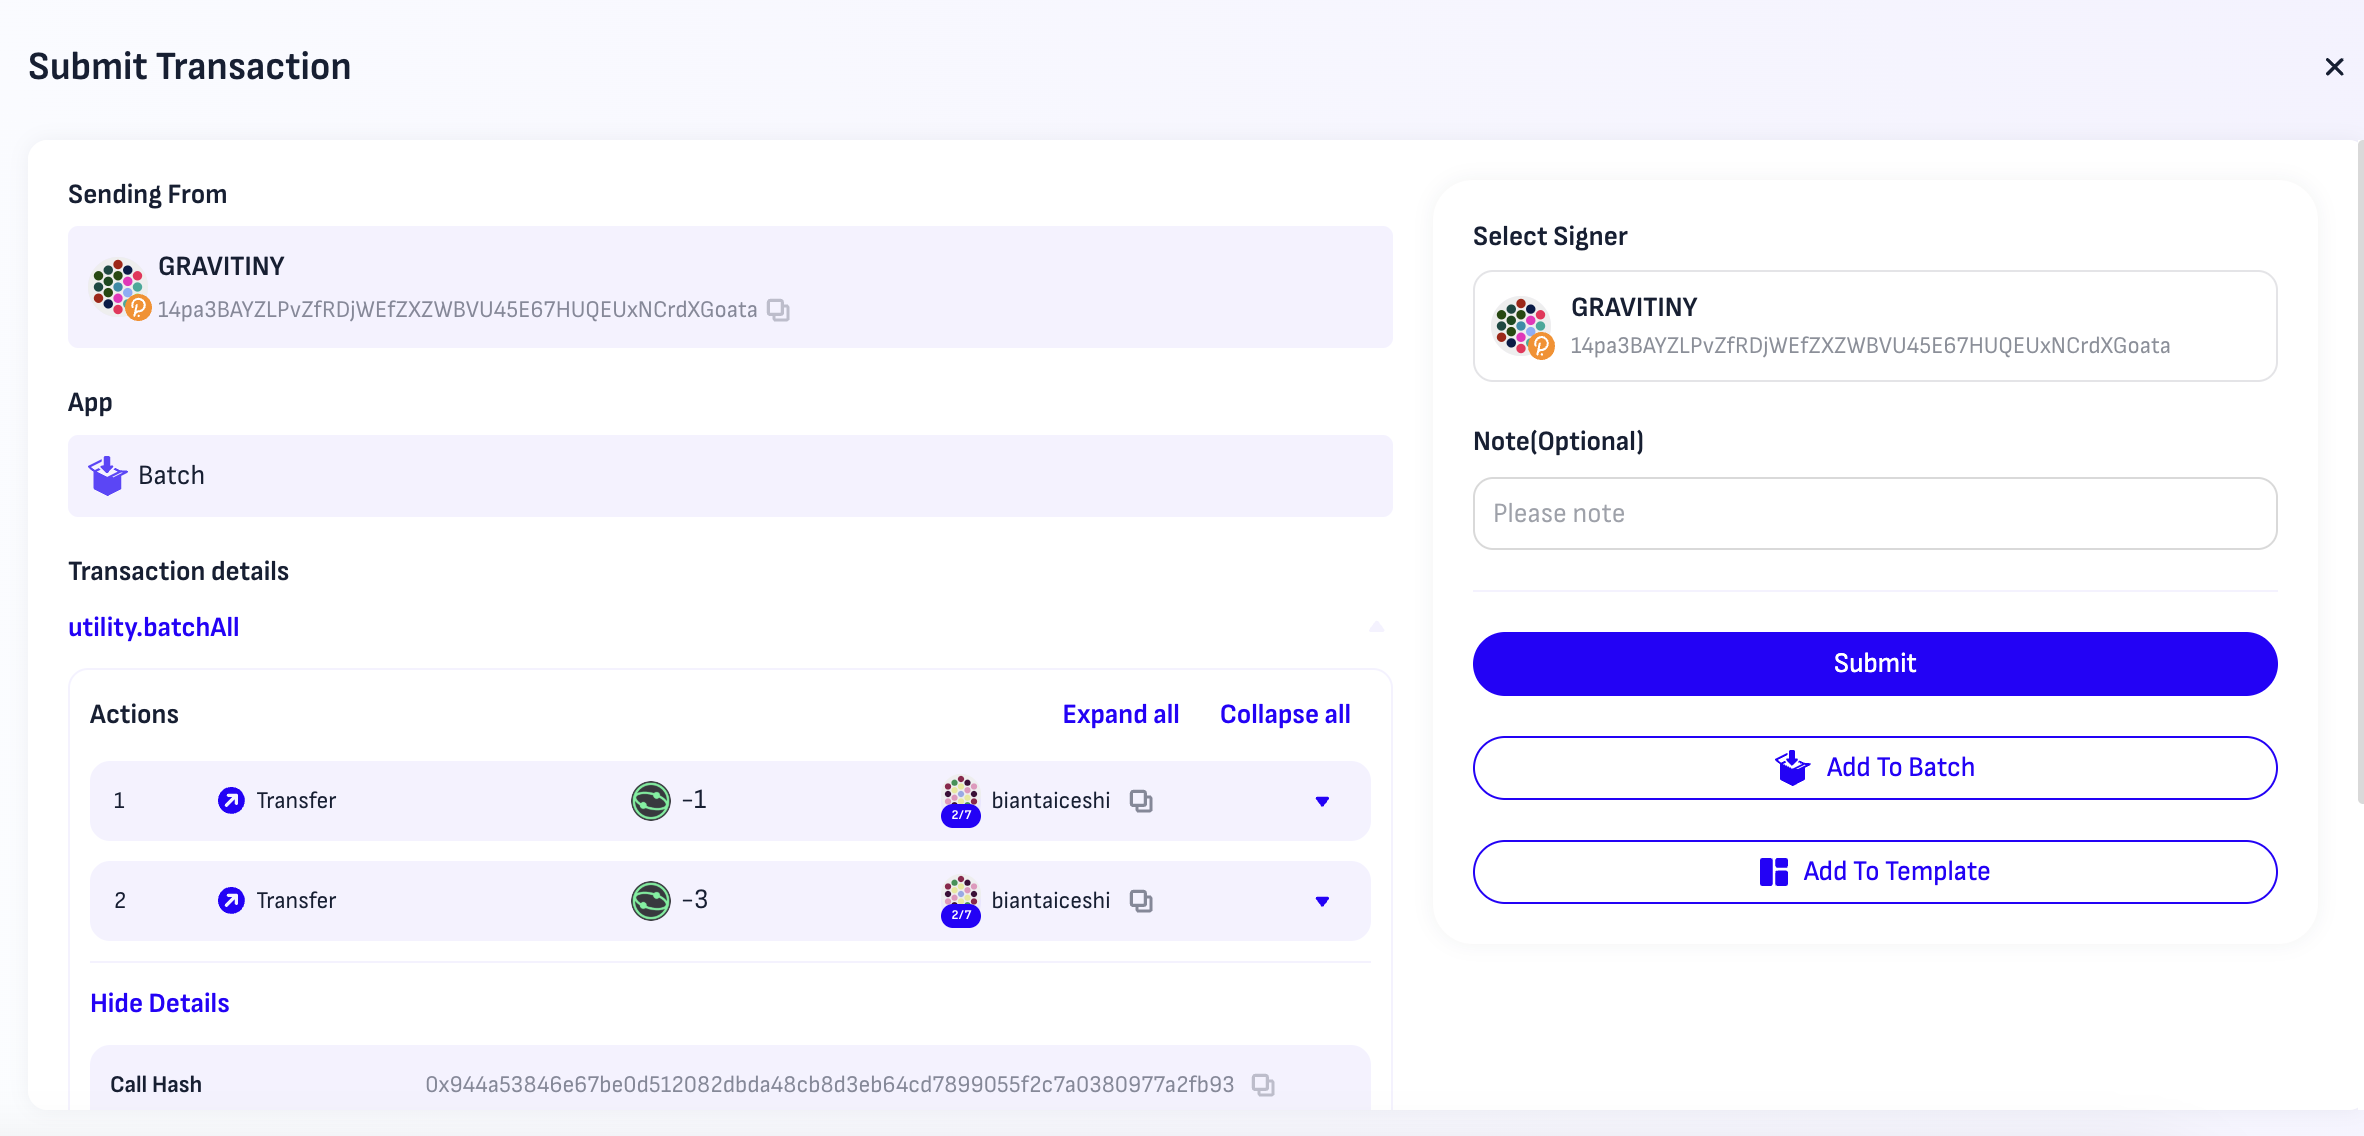 Submit Transaction
Sending From
GRAVITINY
14pa3BAYZLPvZfRDjWEfZXZWBVU45E67HUQEUxNCrdXGoata
App
Batch
Transaction details
utility.batchAll
Actions
Expand all
Collapse all
1 Transfer -1 2/7 biantaiceshi
2 Transfer -3 2/7 biantaiceshi
Hide Details
Call Hash 0x944a53846e67be0d512082dbda48cb8d3eb64cd7899055f2c7a0380977a2fb93
Select Signer
GRAVITINY
14pa3BAYZLPvZfRDjWEfZXZWBVU45E67HUQEUxNCrdXGoata
Note(Optional)
Please note
Submit
Add To Batch
Add To Template